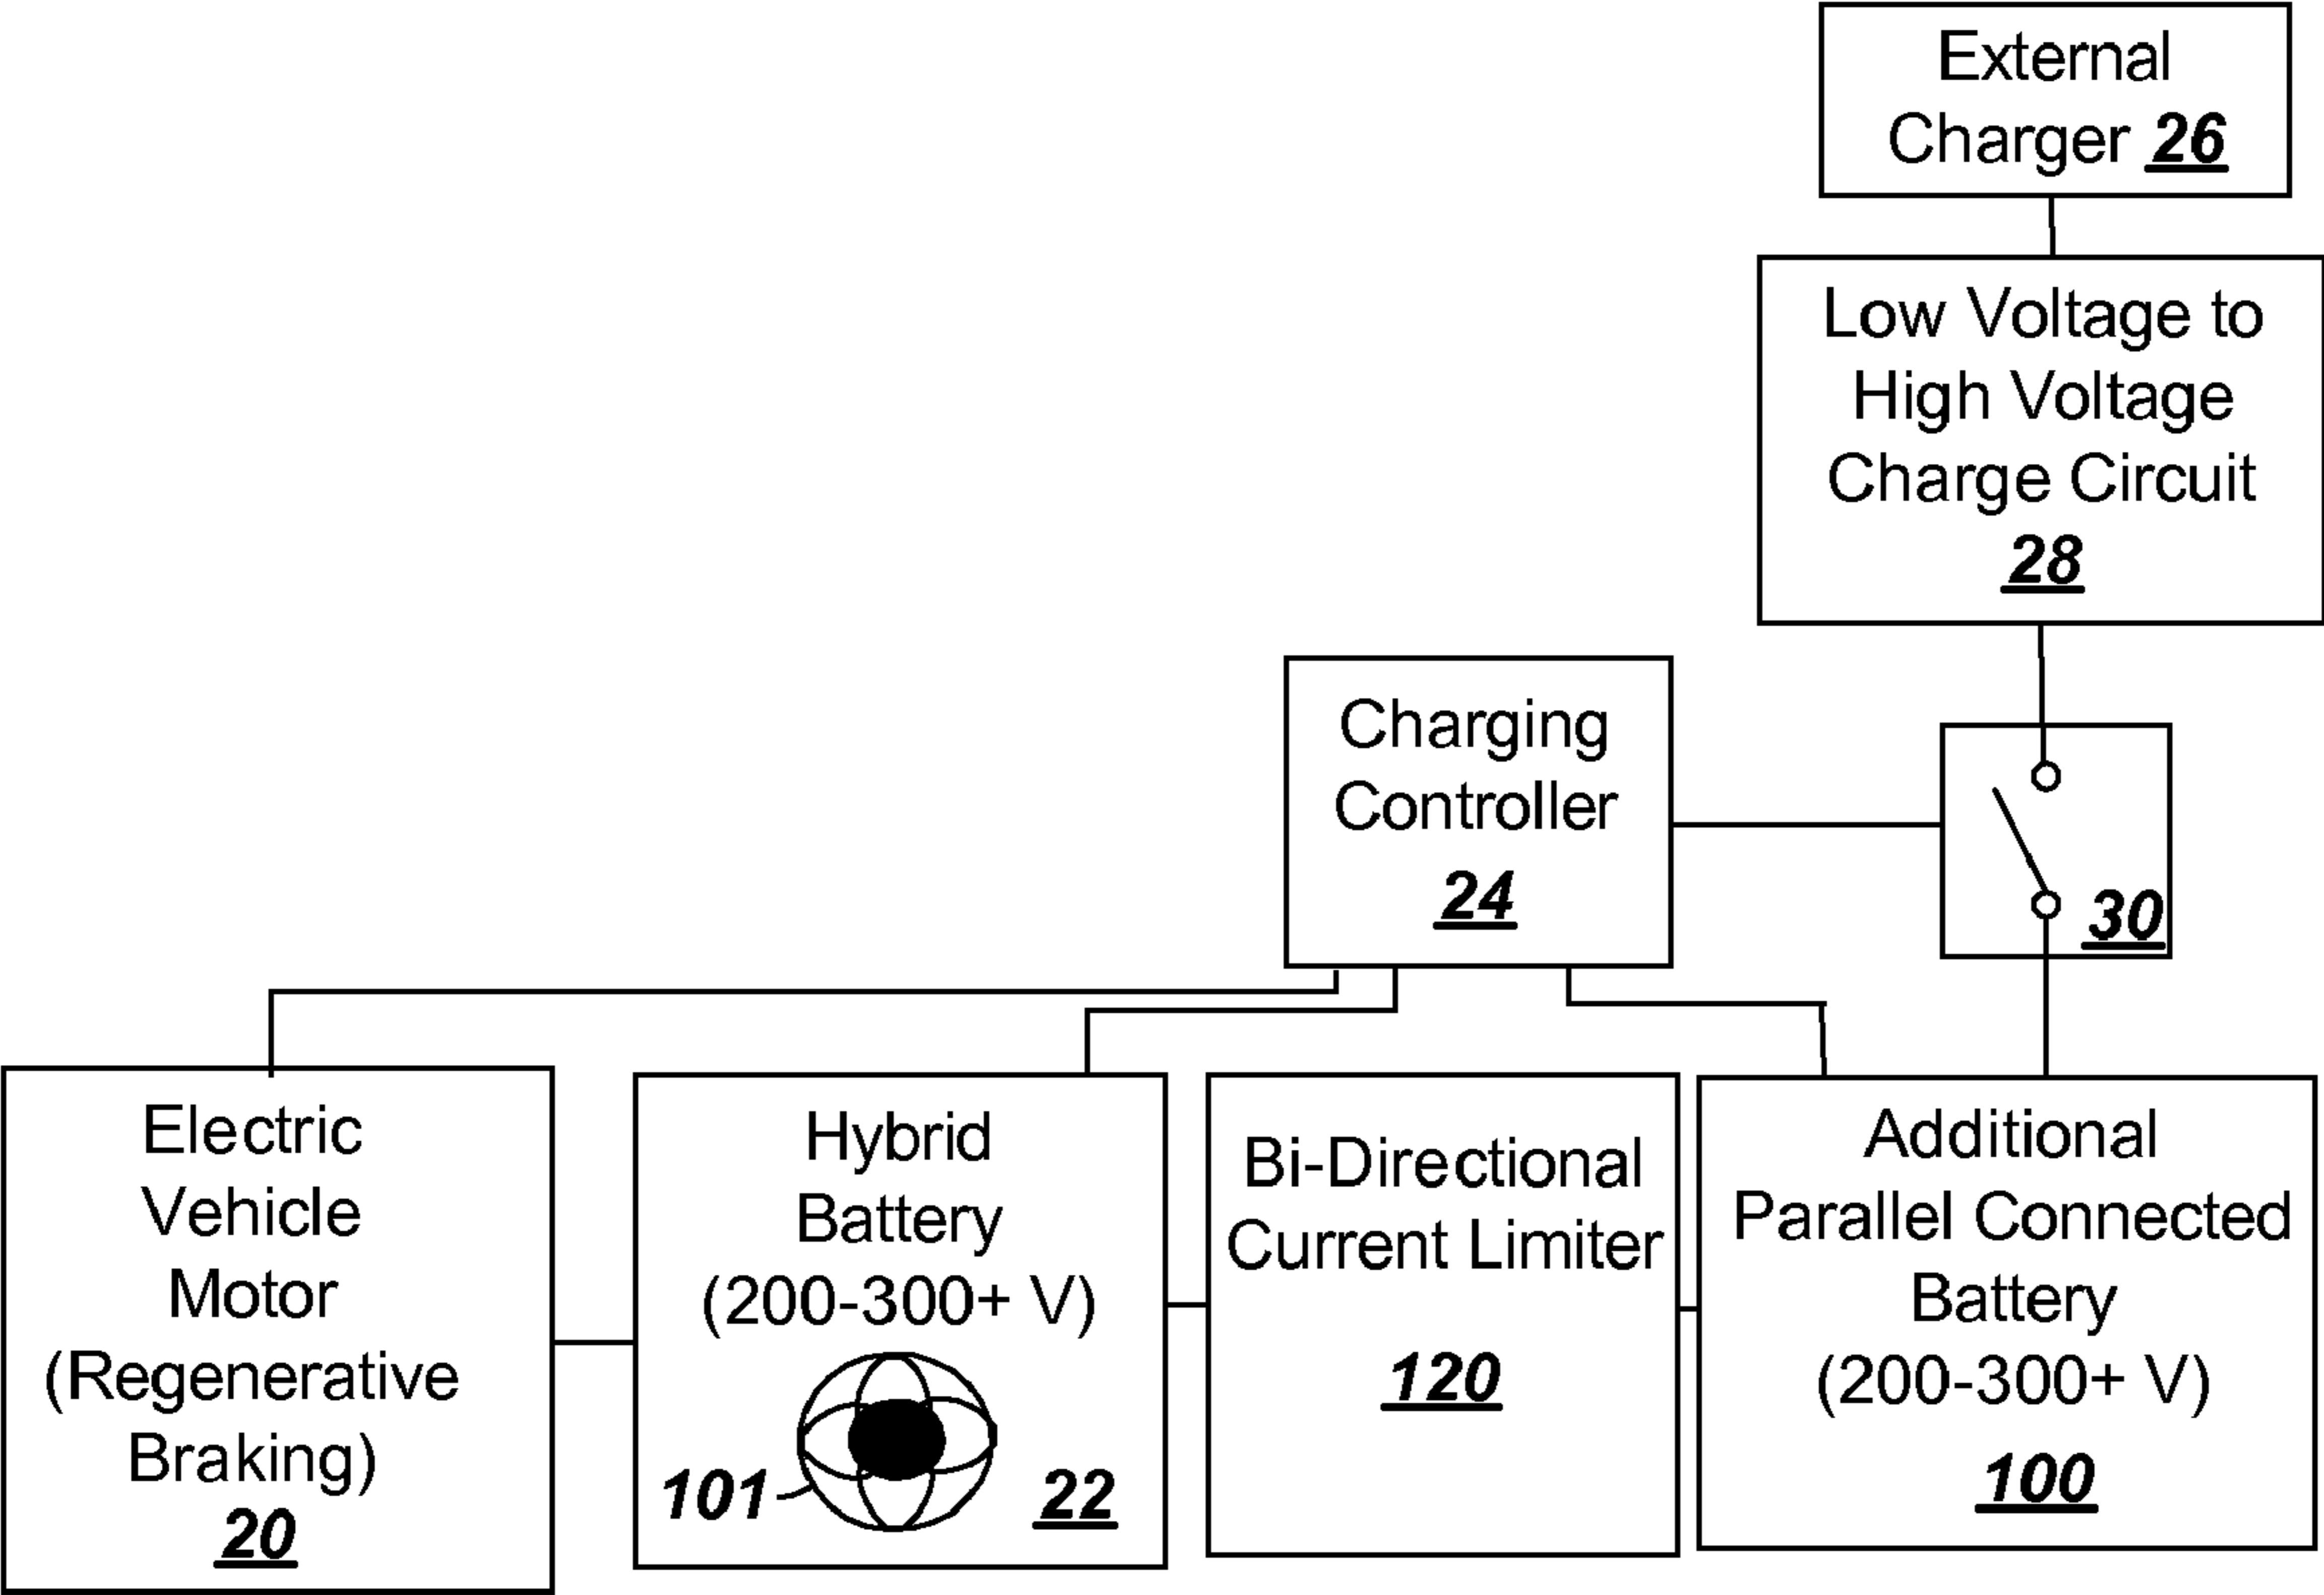 External
Charger 26
Low Voltage to
High Voltage
Charge Circuit
28
Charging
Controller
24
30
Electric
Vehicle
Motor
(Regenerative
Braking)
20
Hybrid
Battery
(200-300+ V)
101
22
Bi-Directional
Current Limiter
120
Additional
Parallel Connected
Battery
(200-300+ V)
100